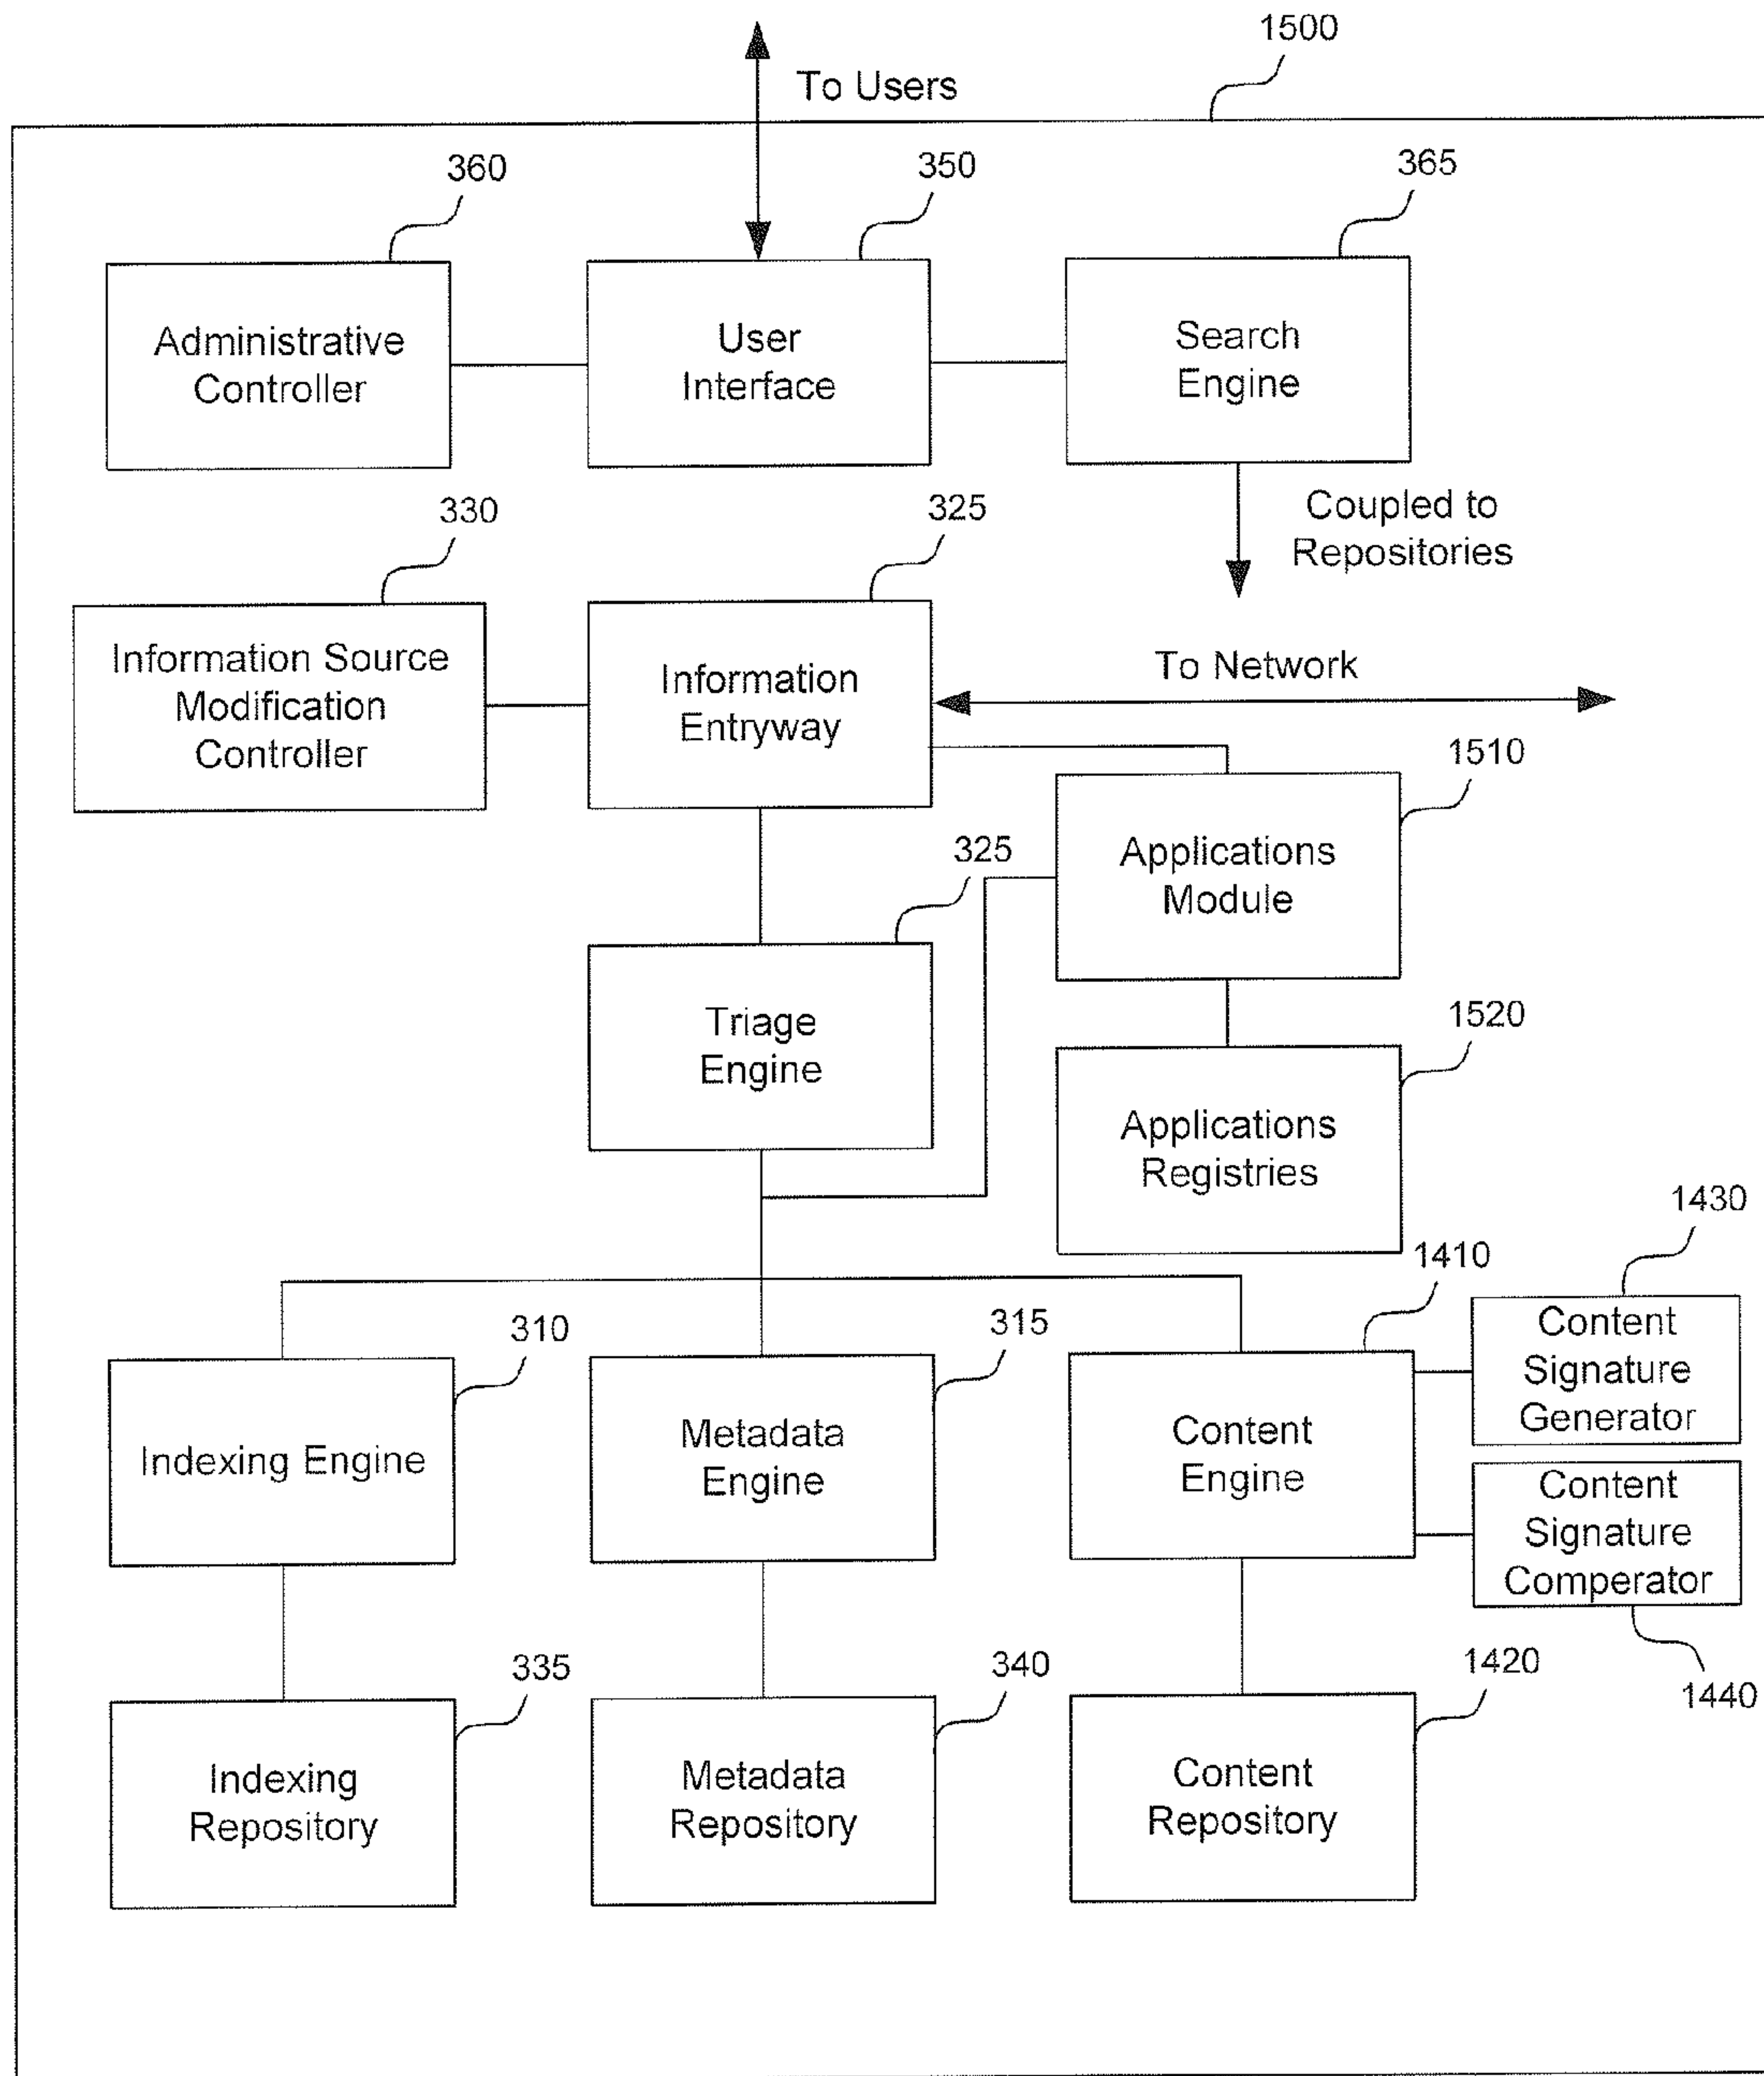 1500
To Users
360
350
365
Administrative
Controller
User
Interface
Search
Engine
Coupled to
Repositories
330
325
Information Source
Modification
Controller
Information
Entryway
To Network
1510
325
Applications
Module
Triage
Engine
1520
Applications
Registries
1430
1410
310
315
Content
Signature
Generator
Indexing Engine
Metadata
Engine
Content
Engine
Content
Signature
Comperator
335
340
1420
1440
Indexing
Repository
Metadata
Repository
Content
Repository